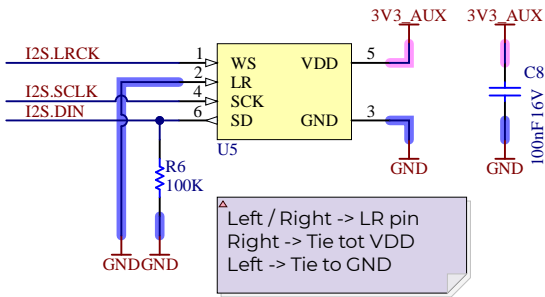 3V3_AUX
3V3_AUX
I2S.LRCK
1
WS
VDD
5
2
LR
C8
I2S.SCLK
4
SCK
100nF16V
I2S.DIN
6
SD
GND
3
U5
R6
100K
GND
GND
Left / Right -> LR pin
Right -> Tie tot VDD
Left -> Tie to GND
GND
GND